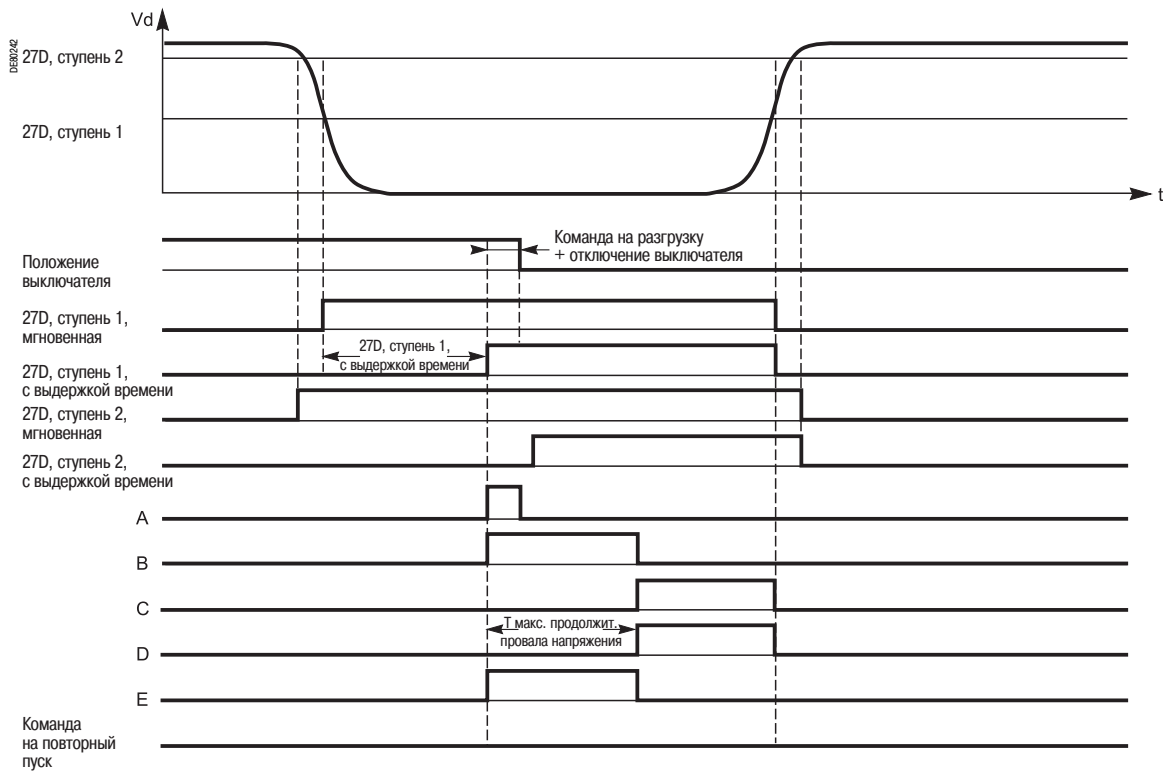 Vd
DE80242
27D, ступень 2
27D, ступень 1
t
Команда на разгрузку
+ отключение выключателя
Положение
выключателя
27D, ступень 1,
мгновенная
27D, ступень 1,
с выдержкой времени
27D, ступень 1,
с выдержкой времени
27D, ступень 2,
мгновенная
27D, ступень 2,
с выдержкой времени
A
B
C
T макс. продолжит.
провала напряжения
D
E
Команда
на повторный
пуск